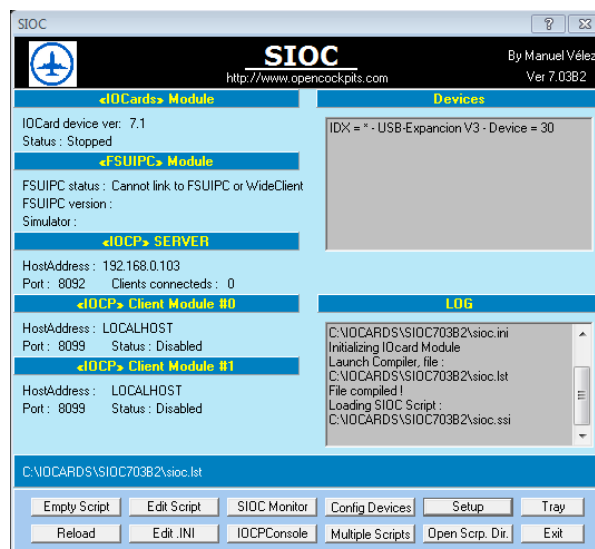 SIOC
SIOC
By Manuel Vélez
http://www.opencockpits.com
Ver 7.03B2
«IOCards» Module
IOCard device ver: 7.1
Status : Stopped
«FSUIPC» Module
FSUIPC status : Cannot link to FSUIPC or WideClient
FSUIPC version :
Simulator :
«IOCP» SERVER
HostAddress : 192.168.0.103
Port : 8092 Clients connecteds : 0
«IOCP» Client Module #0
HostAddress : LOCALHOST
Port : 8099 Status : Disabled
«IOCP» Client Module #1
HostAddress : LOCALHOST
Port : 8099 Status : Disabled
Devices
IDX = * - USB-Expancion V3 - Device = 30
LOG
C:\IOCARDS\SIOC703B2\sioc.ini
Initializing IOcard Module
Launch Compiler, file :
C:\IOCARDS\SIOC703B2\sioc.lst
File compiled !
Loading SIOC Script :
C:\IOCARDS\SIOC703B2\sioc.ssi
C:\IOCARDS\SIOC703B2\sioc.lst
Empty Script Edit Script SIOC Monitor Config Devices Setup Tray
Reload Edit .INI IOCPConsole Multiple Scripts Open Scrp. Dir. Exit